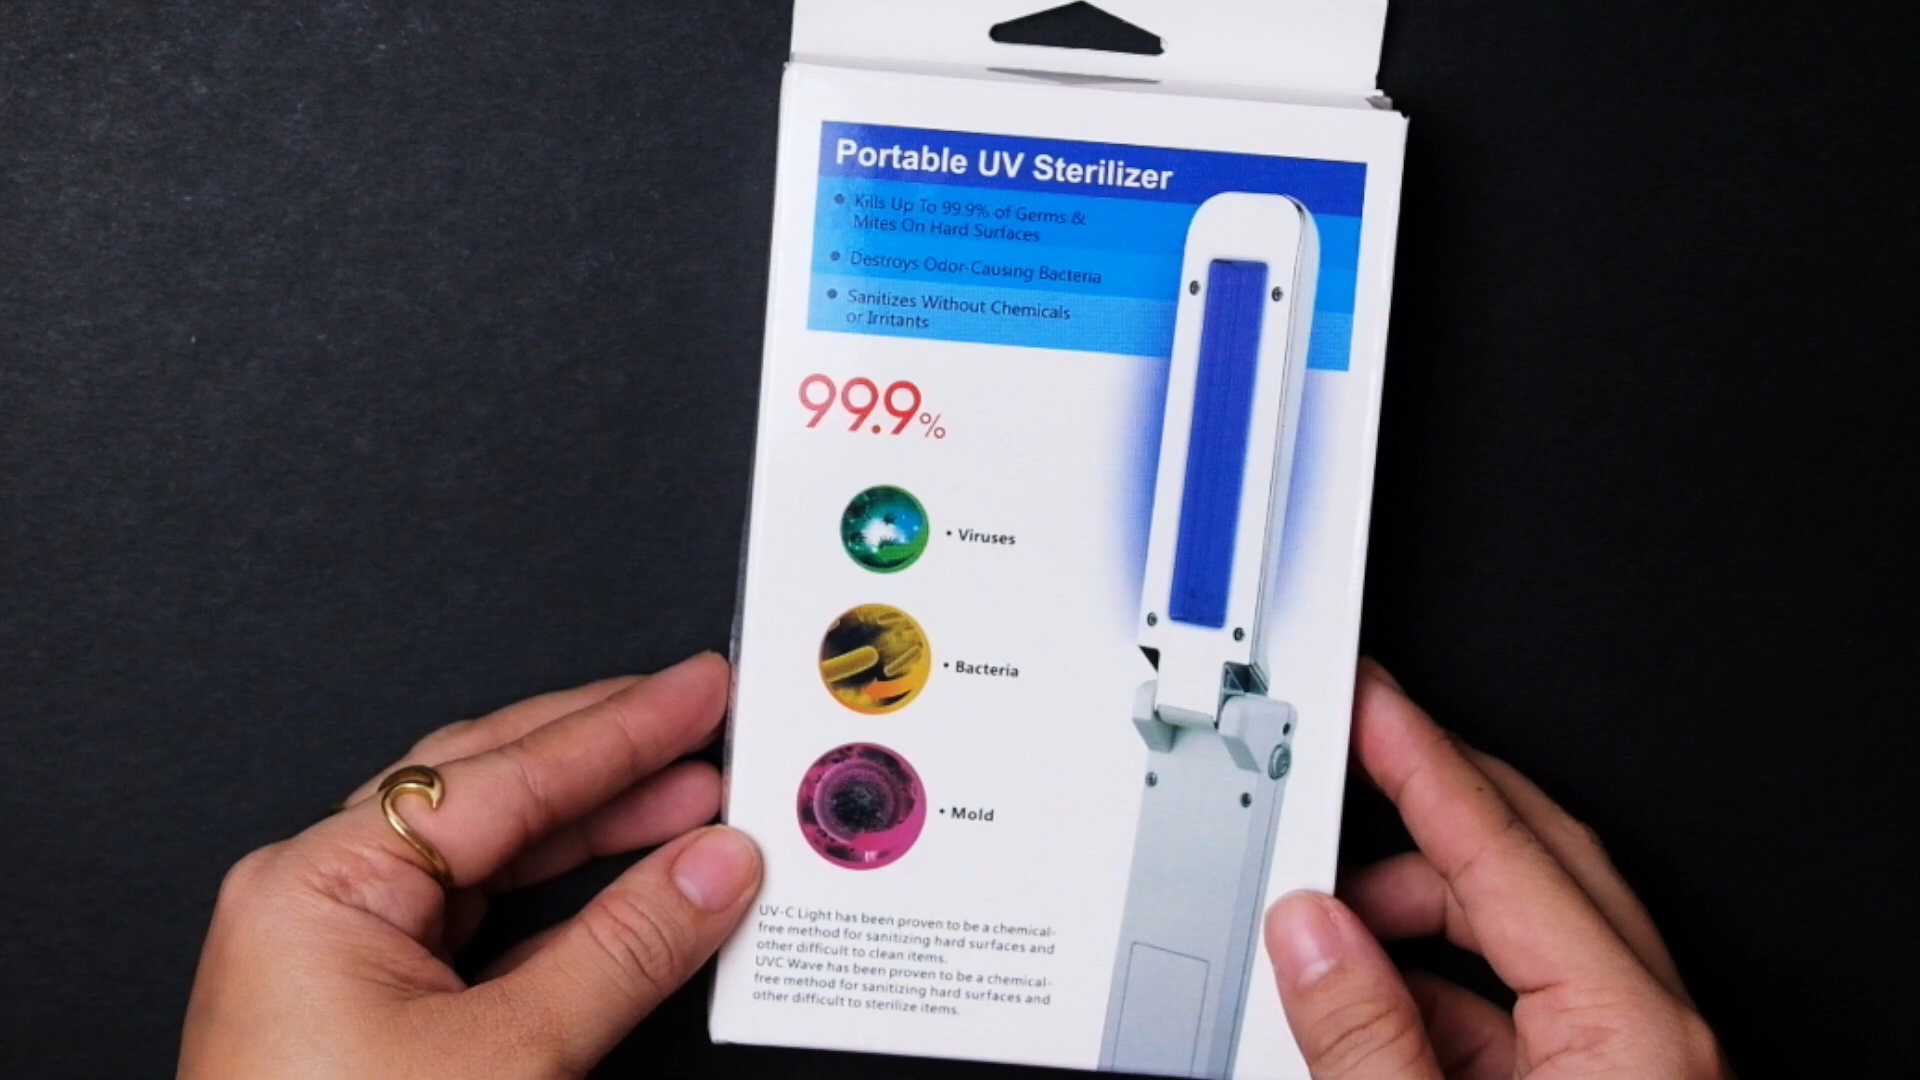 Portable UV Sterilizer
• Kills Up To 99.9% of Germs &
Mites On Hard Surfaces
• Destroys Odor-Causing Bacteria
• Sanitizes Without Chemicals
or Irritants
99.9%
• Viruses
• Bacteria
• Mold
UV-C Light has been proven to be a chemical-
free method for sanitizing hard surfaces and
other difficult to clean items.
UVC Wave has been proven to be a chemical-
free method for sanitizing hard surfaces and
other difficult to sterilize items.